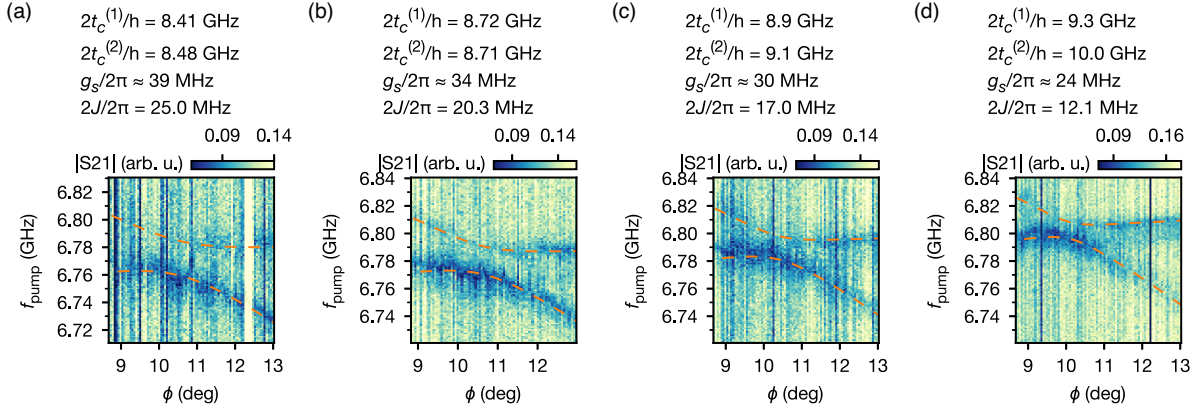 (a)
2t_c^(1)/h = 8.41 GHz
2t_c^(2)/h = 8.48 GHz
g_s/2π ≈ 39 MHz
2J/2π = 25.0 MHz
0.09 0.14
|S21| (arb. u.)
6.83
6.80
6.78
6.76
6.74
6.72
f_pump (GHz)
9 10 11 12 13
ϕ (deg)
(b)
2t_c^(1)/h = 8.72 GHz
2t_c^(2)/h = 8.71 GHz
g_s/2π ≈ 34 MHz
2J/2π = 20.3 MHz
0.09 0.14
|S21| (arb. u.)
6.84
6.82
6.80
6.78
6.76
6.74
f_pump (GHz)
9 10 11 12
ϕ (deg)
(c)
2t_c^(1)/h = 8.9 GHz
2t_c^(2)/h = 9.1 GHz
g_s/2π ≈ 30 MHz
2J/2π = 17.0 MHz
0.09 0.14
|S21| (arb. u.)
6.84
6.82
6.80
6.78
6.76
6.74
f_pump (GHz)
9 10 11 12 13
ϕ (deg)
(d)
2t_c^(1)/h = 9.3 GHz
2t_c^(2)/h = 10.0 GHz
g_s/2π ≈ 24 MHz
2J/2π = 12.1 MHz
0.09 0.16
|S21| (arb. u.)
6.84
6.82
6.80
6.78
6.76
6.74
f_pump (GHz)
9 10 11 12 13
ϕ (deg)